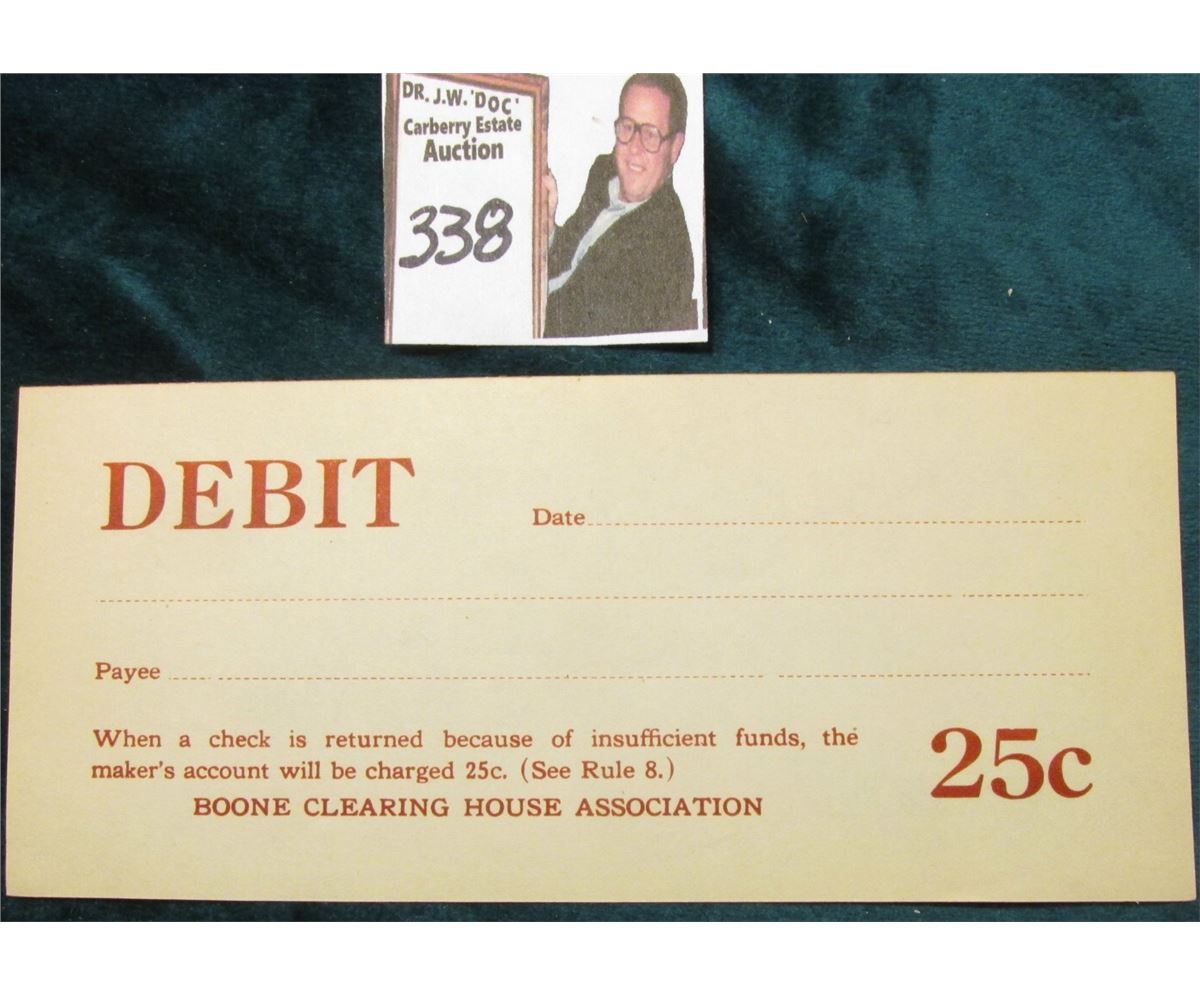 DR. J.W. 'DOC'
Carberry Estate
Auction
338
DEBIT
Date
Payee
When a check is returned because of insufficient funds, the
maker's account will be charged 25c. (See Rule 8.)
BOONE CLEARING HOUSE ASSOCIATION
25c